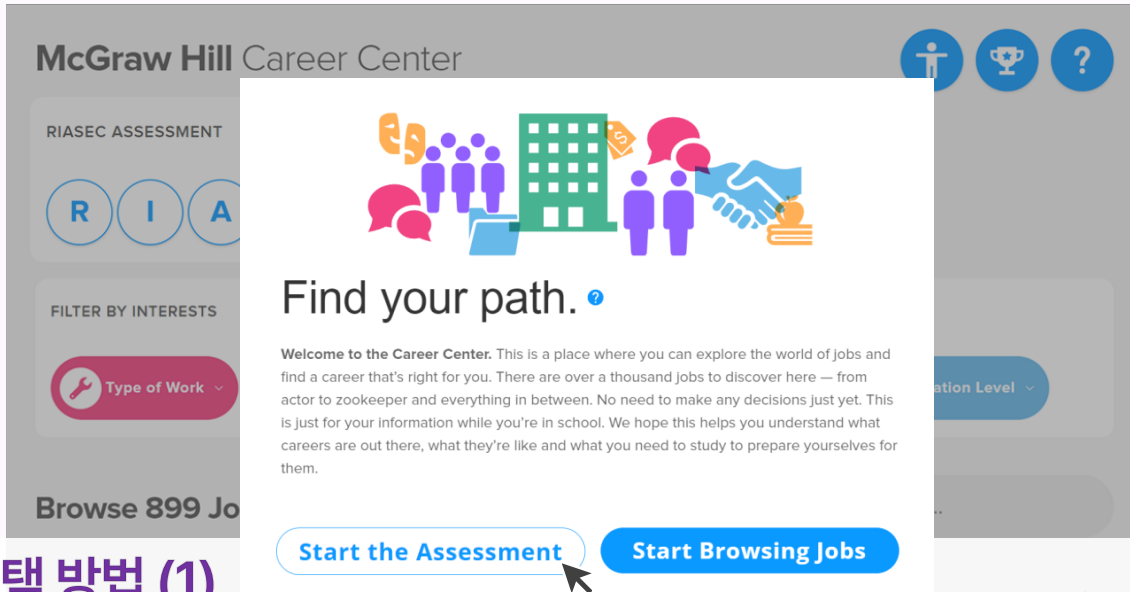 McGraw Hill Career Center
?
RIASEC ASSESSMENT
R I A
$
Find your path. ?
FILTER BY INTERESTS
Type of Work
Welcome to the Career Center. This is a place where you can explore the world of jobs and
find a career that's right for you. There are over a thousand jobs to discover here — from
actor to zookeeper and everything in between. No need to make any decisions just yet. This
is just for your information while you're in school. We hope this helps you understand what
careers are out there, what they're like and what you need to study to prepare yourselves for
them.
Level
Browse 899
..
Start the Assessment
Start Browsing Jobs
방법 (1)